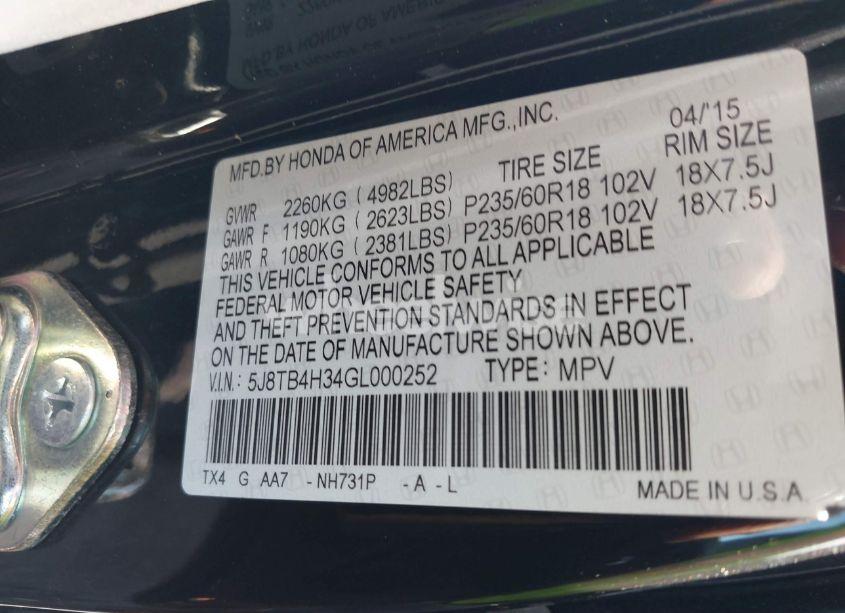 MFD.BY HONDA OF AMERICA MFG.,INC. 04/'15
TIRE SIZE RIM SIZE
GVWR 2260KG ( 4982LBS)
GAWR F 1190KG ( 2623LBS) P235/60R18 102V 18X7.5J
GAWR R 1080KG ( 2381LBS) P235/60R18 102V 18X7.5J
THIS VEHICLE CONFORMS TO ALL APPLICABLE
FEDERAL MOTOR VEHICLE SAFETY
AND THEFT PREVENTION STANDARDS IN EFFECT
ON THE DATE OF MANUFACTURE SHOWN ABOVE.
V.I.N.: 5J8TB4H34GL000252 TYPE: MPV
TX4 G AA7 -NH731P -A -L
MADE IN U.S.A.